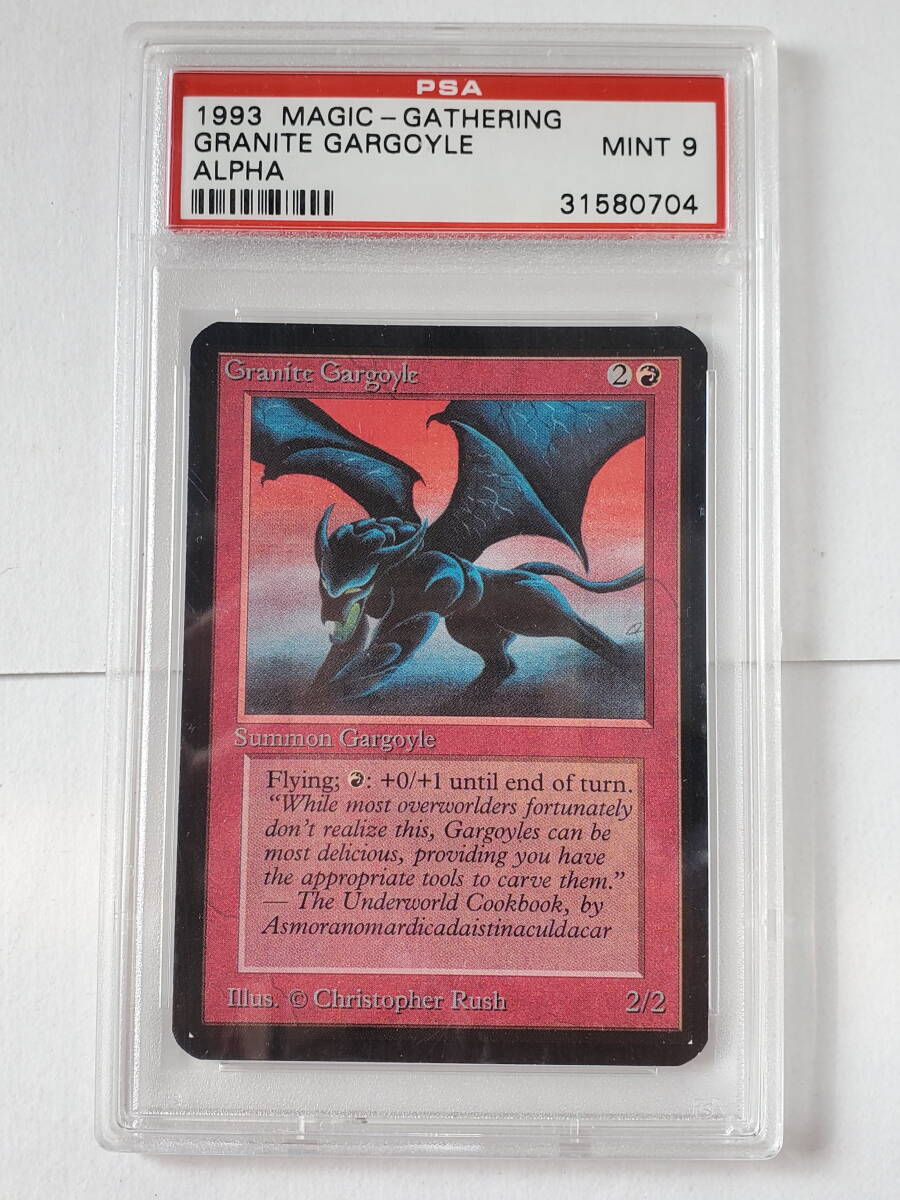 PSA
1993 MAGIC - GATHERING
GRANITE GARGOYLE MINT 9
ALPHA
31580704
Granite Gargoyle 2
Summon Gargoyle
Flying; : +0/+1 until end of turn.
“While most overworlders fortunately
don’t realize this, Gargoyles can be
most delicious, providing you have
the appropriate tools to carve them.”
— The Underworld Cookbook, by
Asmoranomardicadaistinaculdacar
Illus. © Christopher Rush 2/2